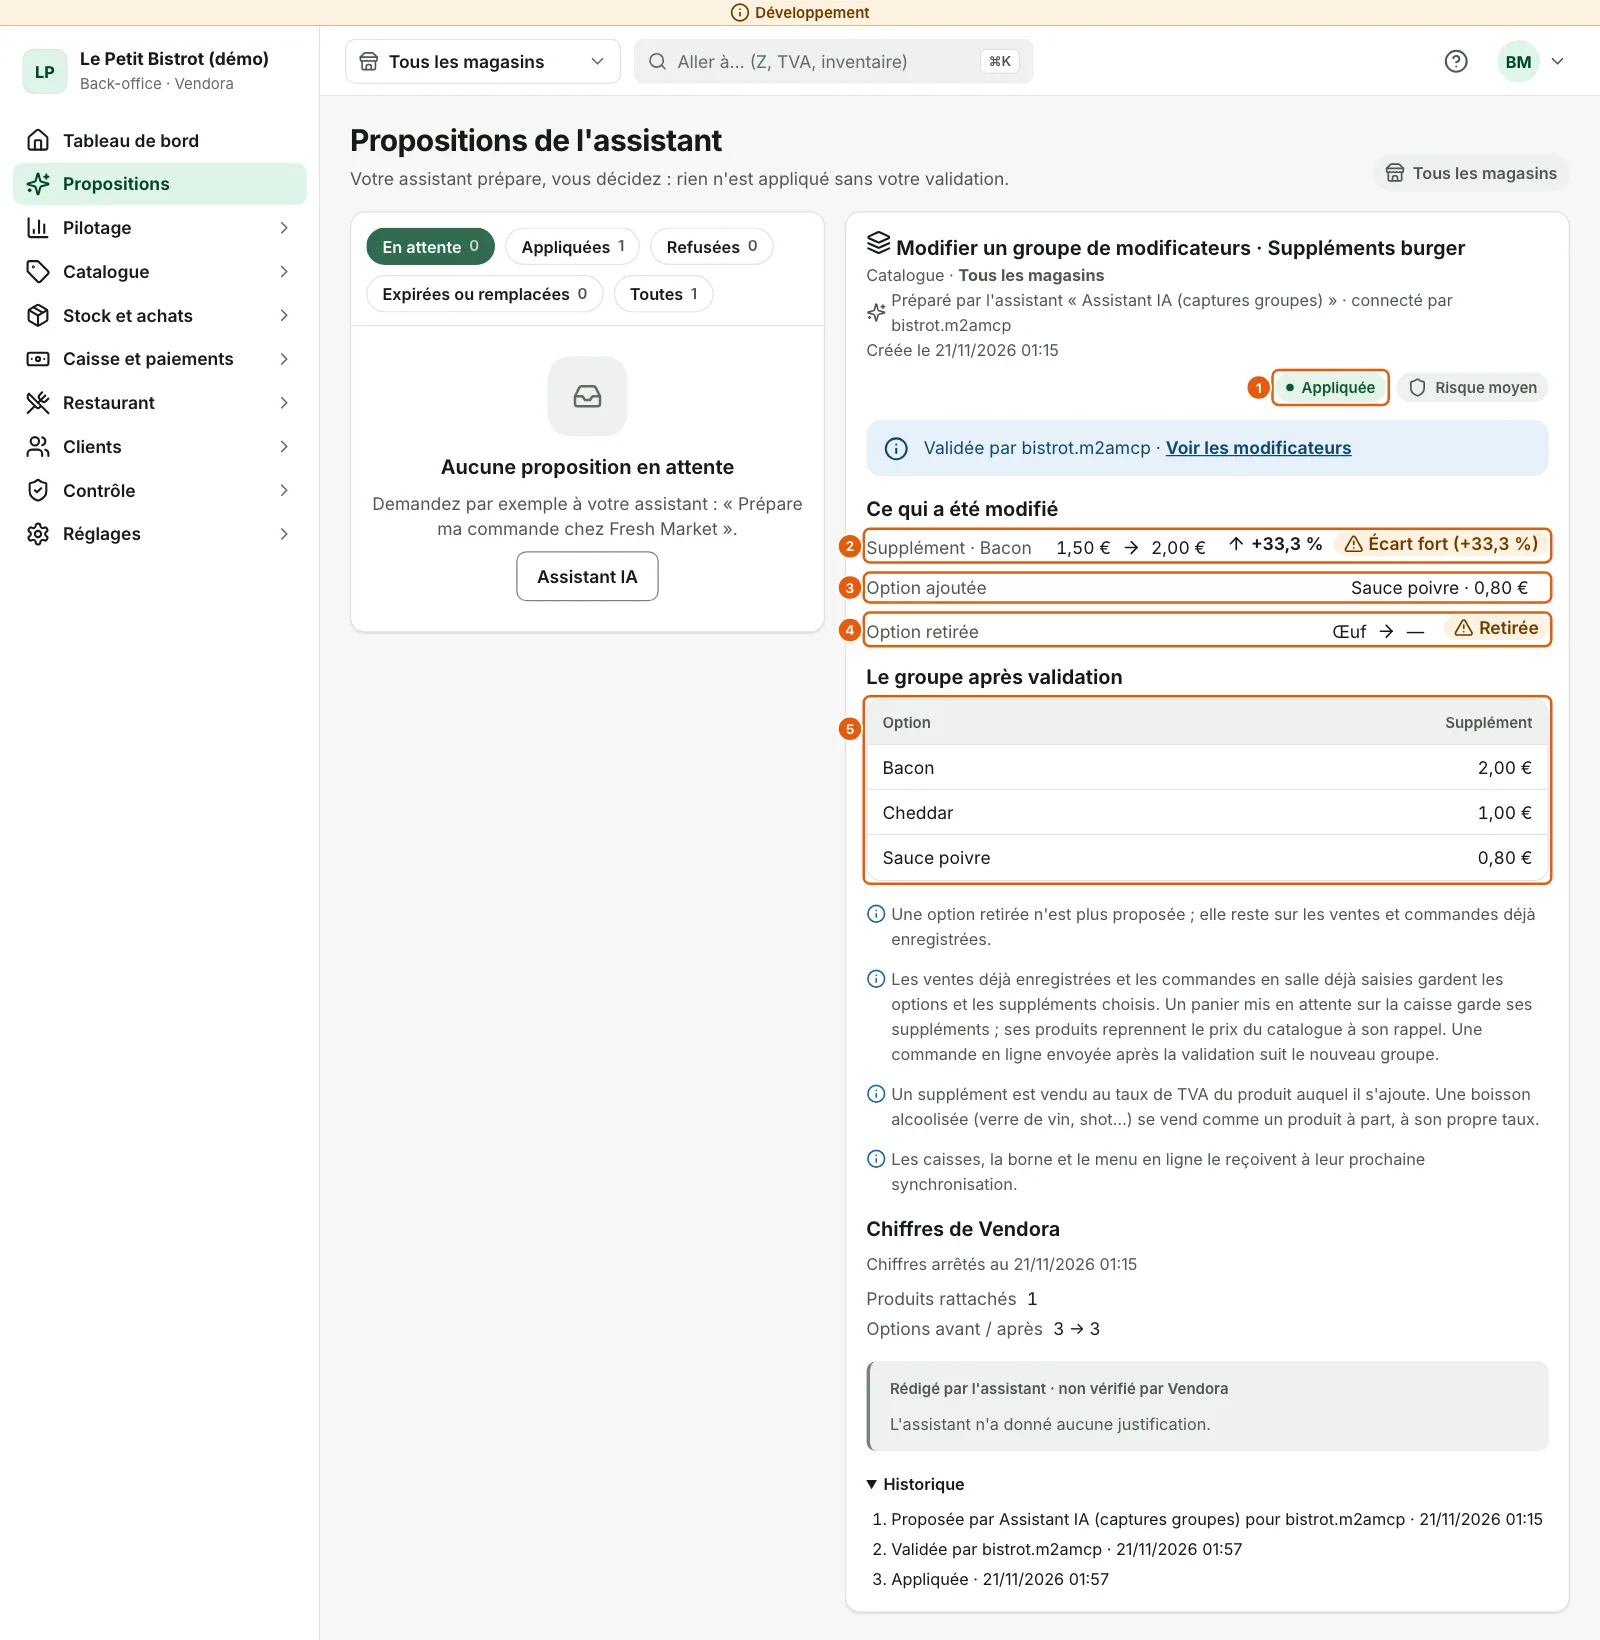 Développement
LP
Le Petit Bistrot (démo)
Back-office · Vendora
Tous les magasins
Aller à... (Z, TVA, inventaire)
⌘K
BM
Tableau de bord
Propositions
Pilotage
Catalogue
Stock et achats
Caisse et paiements
Restaurant
Clients
Contrôle
Réglages
Propositions de l'assistant
Votre assistant prépare, vous décidez : rien n'est appliqué sans votre validation.
Tous les magasins
En attente 0
Appliquées 1
Refusées 0
Expirées ou remplacées 0
Toutes 1
Aucune proposition en attente
Demandez par exemple à votre assistant : « Prépare
ma commande chez Fresh Market ».
Assistant IA
Modifier un groupe de modificateurs · Suppléments burger
Catalogue · Tous les magasins
Préparé par l'assistant « Assistant IA (captures groupes) » · connecté par
bistrot.m2amcp
Créée le 21/11/2026 01:15
1
Appliquée
Risque moyen
Validée par bistrot.m2amcp · Voir les modificateurs
Ce qui a été modifié
2
Supplément · Bacon 1,50 € → 2,00 € ↑ +33,3 % Écart fort (+33,3 %)
3
Option ajoutée Sauce poivre · 0,80 €
4
Option retirée Œuf → — Retirée
Le groupe après validation
5
Option Supplément
Bacon 2,00 €
Cheddar 1,00 €
Sauce poivre 0,80 €
Une option retirée n'est plus proposée ; elle reste sur les ventes et commandes déjà
enregistrées.
Les ventes déjà enregistrées et les commandes en salle déjà saisies gardent les
options et les suppléments choisis. Un panier mis en attente sur la caisse garde ses
suppléments ; ses produits reprennent le prix du catalogue à son rappel. Une
commande en ligne envoyée après la validation suit le nouveau groupe.
Un supplément est vendu au taux de TVA du produit auquel il s'ajoute. Une boisson
alcoolisée (verre de vin, shot...) se vend comme un produit à part, à son propre taux.
Les caisses, la borne et le menu en ligne le reçoivent à leur prochaine
synchronisation.
Chiffres de Vendora
Chiffres arrêtés au 21/11/2026 01:15
Produits rattachés 1
Options avant / après 3 → 3
Rédigé par l'assistant · non vérifié par Vendora
L'assistant n'a donné aucune justification.
▼ Historique
1. Proposée par Assistant IA (captures groupes) pour bistrot.m2amcp · 21/11/2026 01:15
2. Validée par bistrot.m2amcp · 21/11/2026 01:57
3. Appliquée · 21/11/2026 01:57